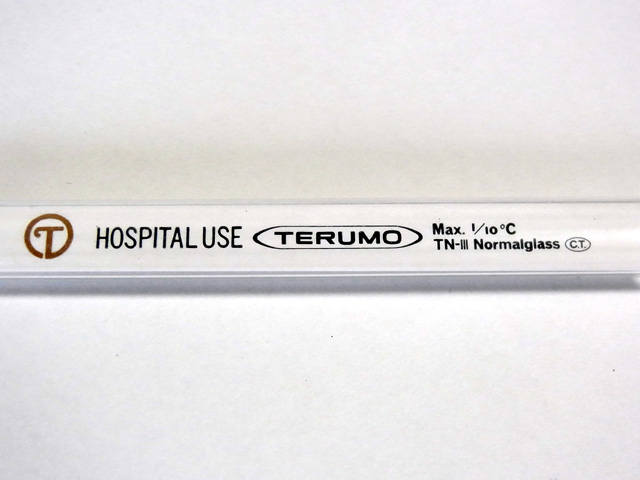 T HOSPITAL USE TERUMO
Max. 1/10 °C
TN-III Normalglass C.T.